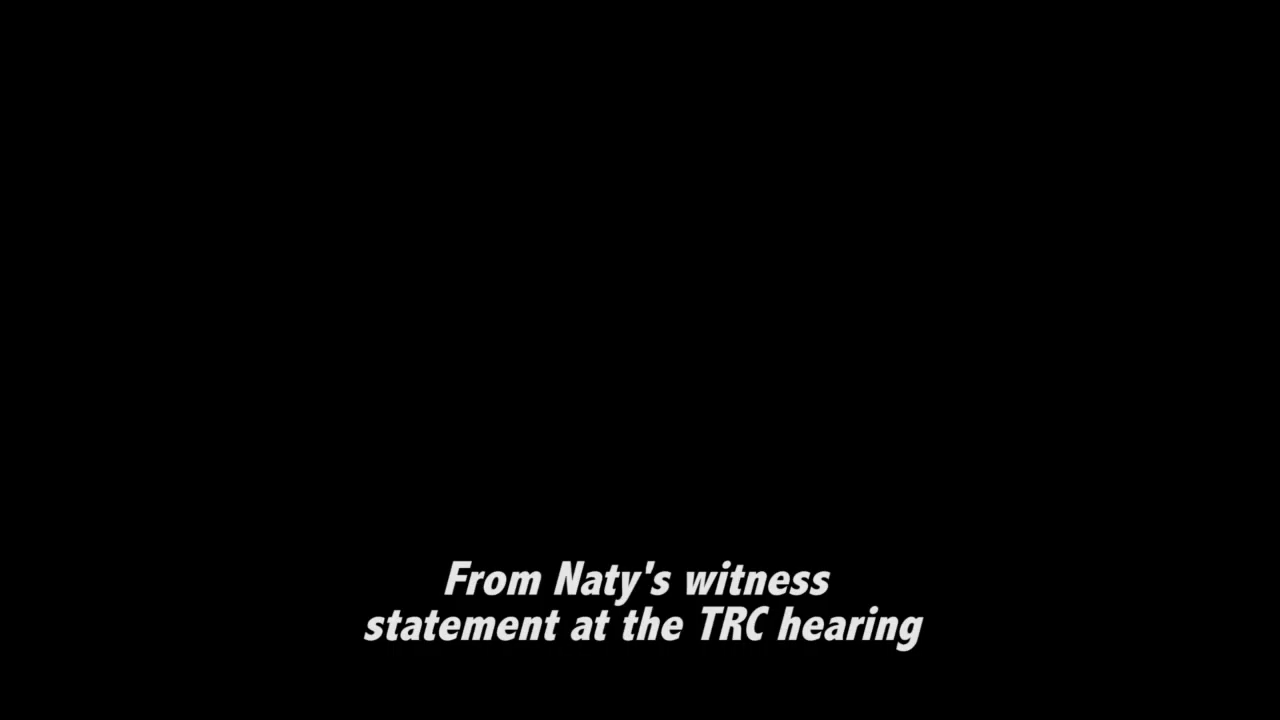 From Naty's witness
statement at the TRC hearing